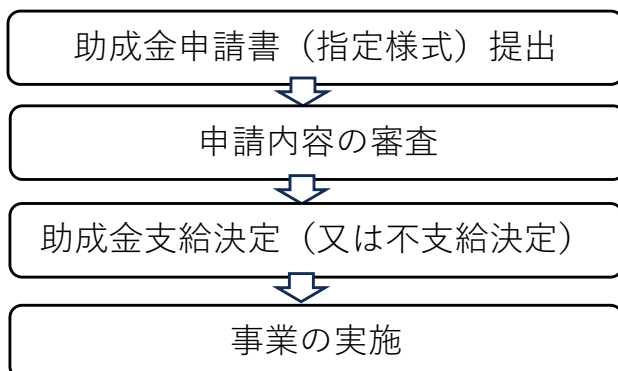 助成金申請書（指定様式）提出
申請内容の審査
助成金支給決定（又は不支給決定）
事業の実施